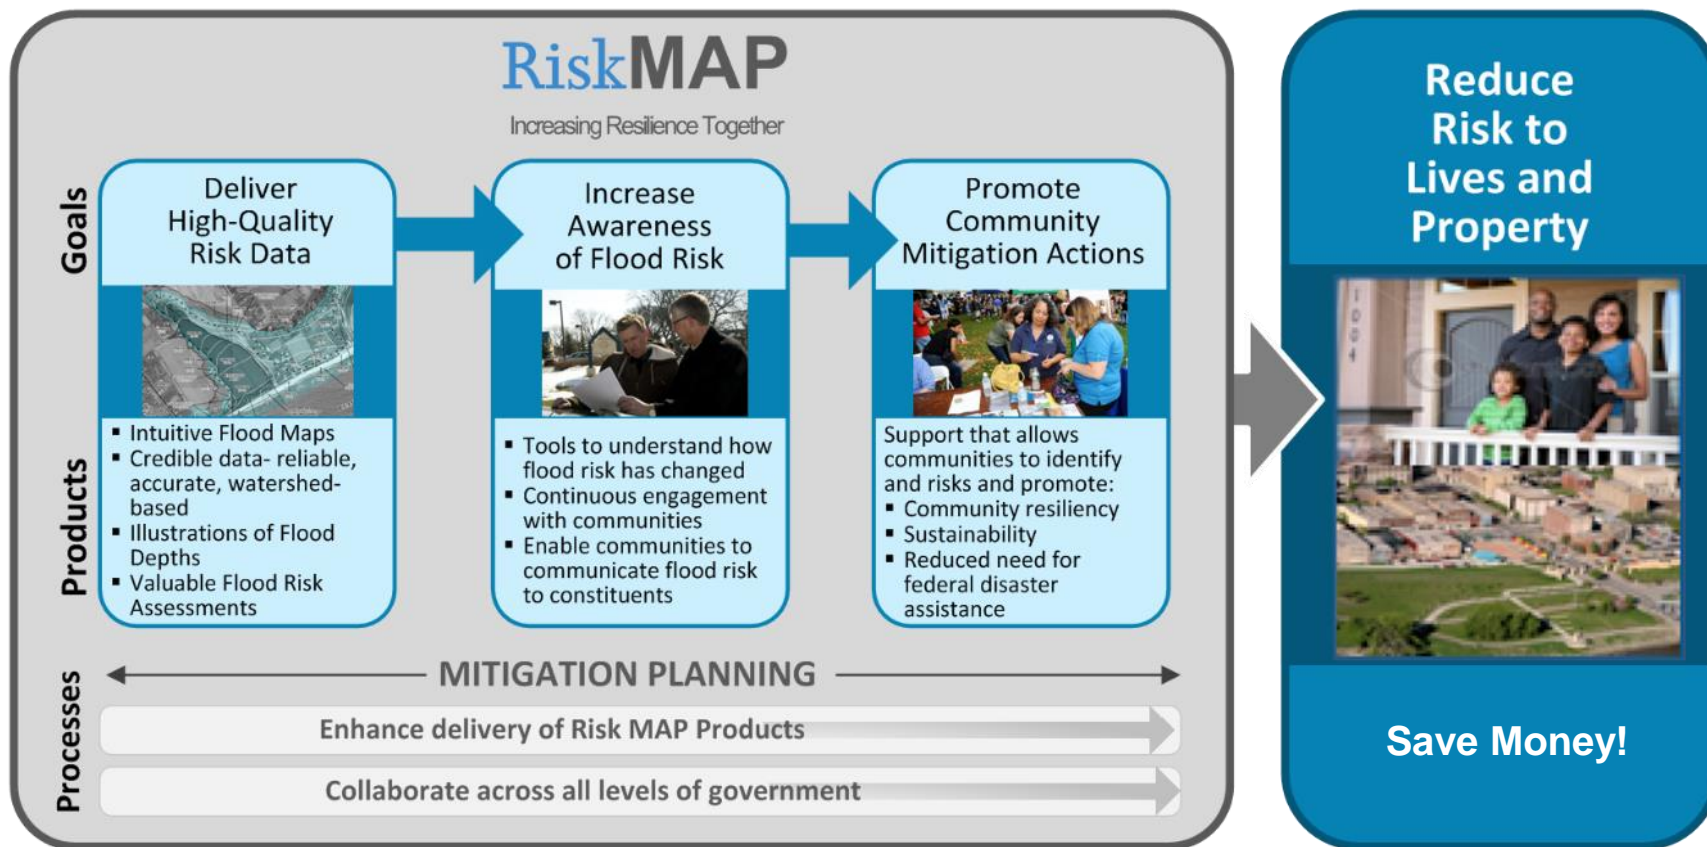 RiskMAP
Increasing Resilience Together
Goals
Deliver
High-Quality
Risk Data
Increase
Awareness
of Flood Risk
Promote
Community
Mitigation Actions
Products
▪ Intuitive Flood Maps
▪ Credible data- reliable,
accurate, watershed-
based
▪ Illustrations of Flood
Depths
▪ Valuable Flood Risk
Assessments
▪ Tools to understand how
flood risk has changed
▪ Continuous engagement
with communities
▪ Enable communities to
communicate flood risk
to constituents
Support that allows
communities to identify
and risks and promote:
▪ Community resiliency
▪ Sustainability
▪ Reduced need for
federal disaster
assistance
Processes
MITIGATION PLANNING
Enhance delivery of Risk MAP Products
Collaborate across all levels of government
Reduce
Risk to
Lives and
Property
1001
Save Money!